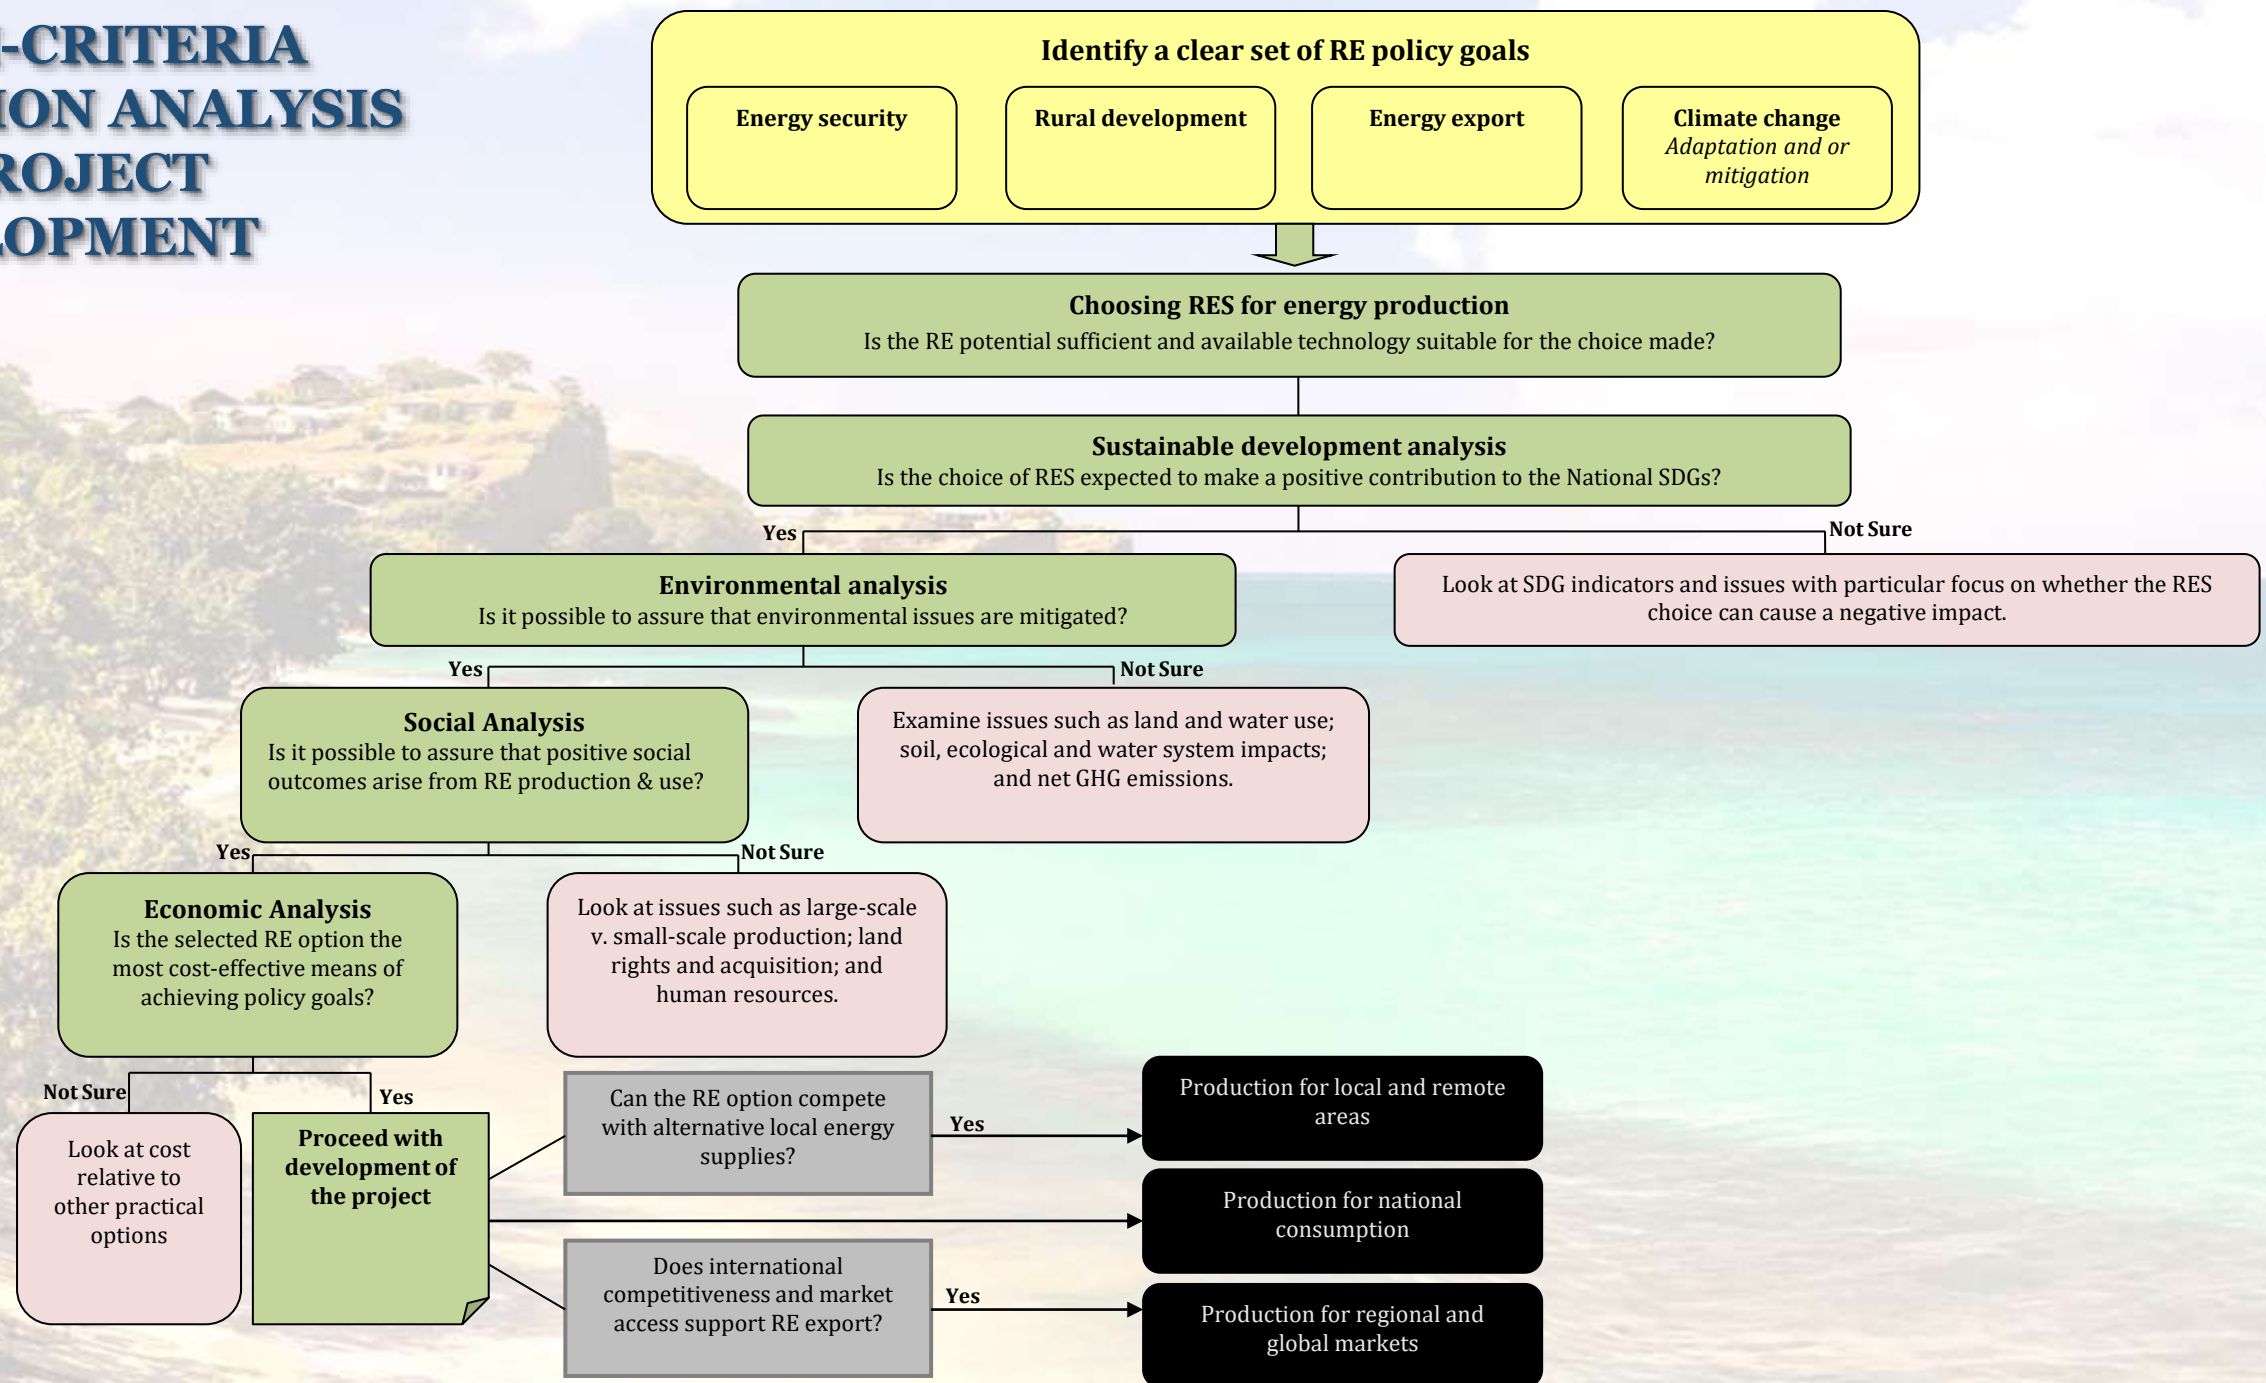 -CRITERIA
ION ANALYSIS
ROJECT
LOPMENT
Identify a clear set of RE policy goals
Energy security
Rural development
Energy export
Climate change
Adaptation and or
mitigation
Choosing RES for energy production
Is the RE potential sufficient and available technology suitable for the choice made?
Sustainable development analysis
Is the choice of RES expected to make a positive contribution to the National SDGs?
Yes
Not Sure
Environmental analysis
Is it possible to assure that environmental issues are mitigated?
Look at SDG indicators and issues with particular focus on whether the RES
choice can cause a negative impact.
Yes
Not Sure
Social Analysis
Is it possible to assure that positive social
outcomes arise from RE production & use?
Examine issues such as land and water use;
soil, ecological and water system impacts;
and net GHG emissions.
Yes
Not Sure
Economic Analysis
Is the selected RE option the
most cost-effective means of
achieving policy goals?
Look at issues such as large-scale
v. small-scale production; land
rights and acquisition; and
human resources.
Not Sure
Yes
Look at cost
relative to
other practical
options
Proceed with
development of
the project
Can the RE option compete
with alternative local energy
supplies?
Yes
Production for local and remote
areas
Production for national
consumption
Does international
competitiveness and market
access support RE export?
Yes
Production for regional and
global markets